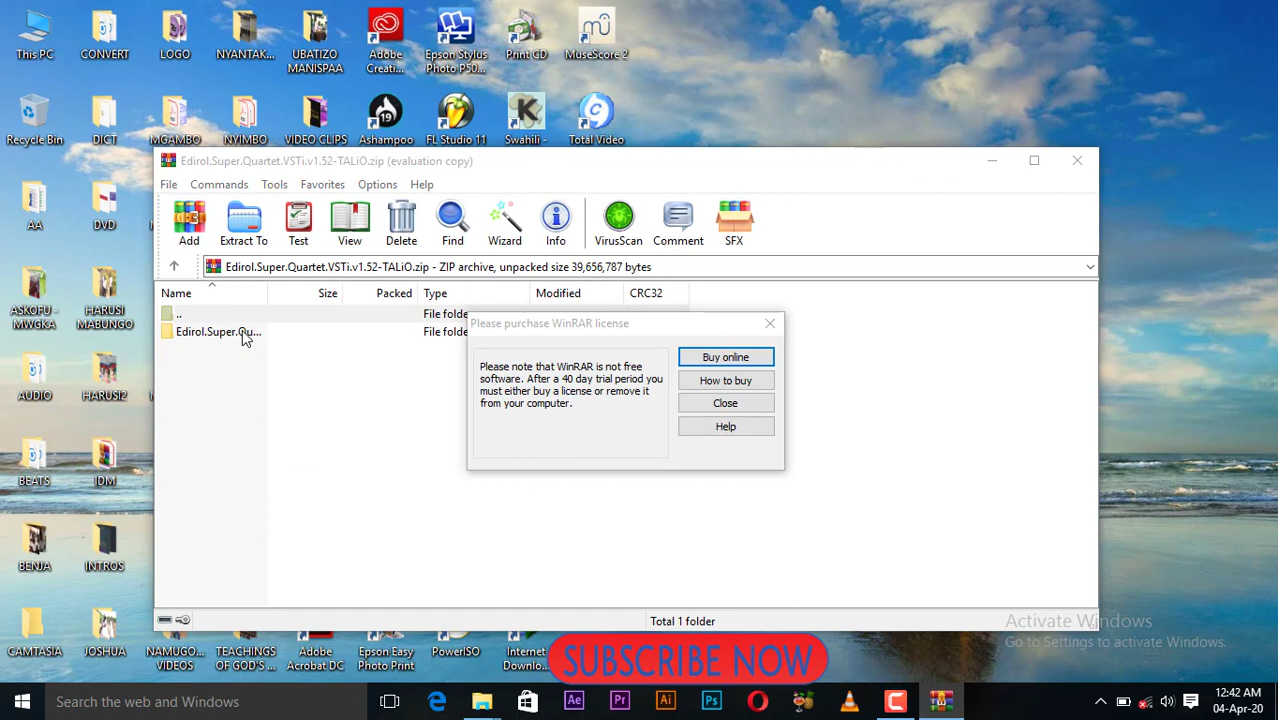 This PC
CONVERT
LOGO
NYANTAK...
UBATIZO
MANISPAA
Adobe
Creati...
Epson Stylus
Photo P50...
Print CD
MuseScore 2
Recycle Bin
DICT
MGAMBO
NYIMBO
VIDEO CLIPS
Ashampoo
FL Studio 11
Swahili -
Total Video
Edirol.Super.Quartet.VSTi.v1.52-TALiO.zip (evaluation copy)
File Commands Tools Favorites Options Help
Add
Extract To
Test
View
Delete
Find
Wizard
Info
VirusScan
Comment
SFX
Edirol.Super.Quartet.VSTi.v1.52-TALiO.zip - ZIP archive, unpacked size 39,656,787 bytes
Name Size Packed Type Modified CRC32
.. File folde
Edirol.Super.Qu... File folde
Please purchase WinRAR license
Please note that WinRAR is not free
software. After a 40 day trial period you
must either buy a license or remove it
from your computer.
Buy online
How to buy
Close
Help
AA
DVD
ASKOFU -
MWGKA
HARUSI
MABUNGO
AUDIO
HARUSI2
BEATS
IDM
BENJA
INTROS
Total 1 folder
CAMTASIA
JOSHUA
NAMUGO...
VIDEOS
TEACHINGS
OF GOD'S ...
Adobe
Acrobat DC
Epson Easy
Photo Print
PowerISO
Internet
Downlo...
SUBSCRIBE NOW
Activate Windows
Go to Settings to activate Windows.
Search the web and Windows
Ae
Pr
Ai
Ps
12:42 AM
04-Apr-20